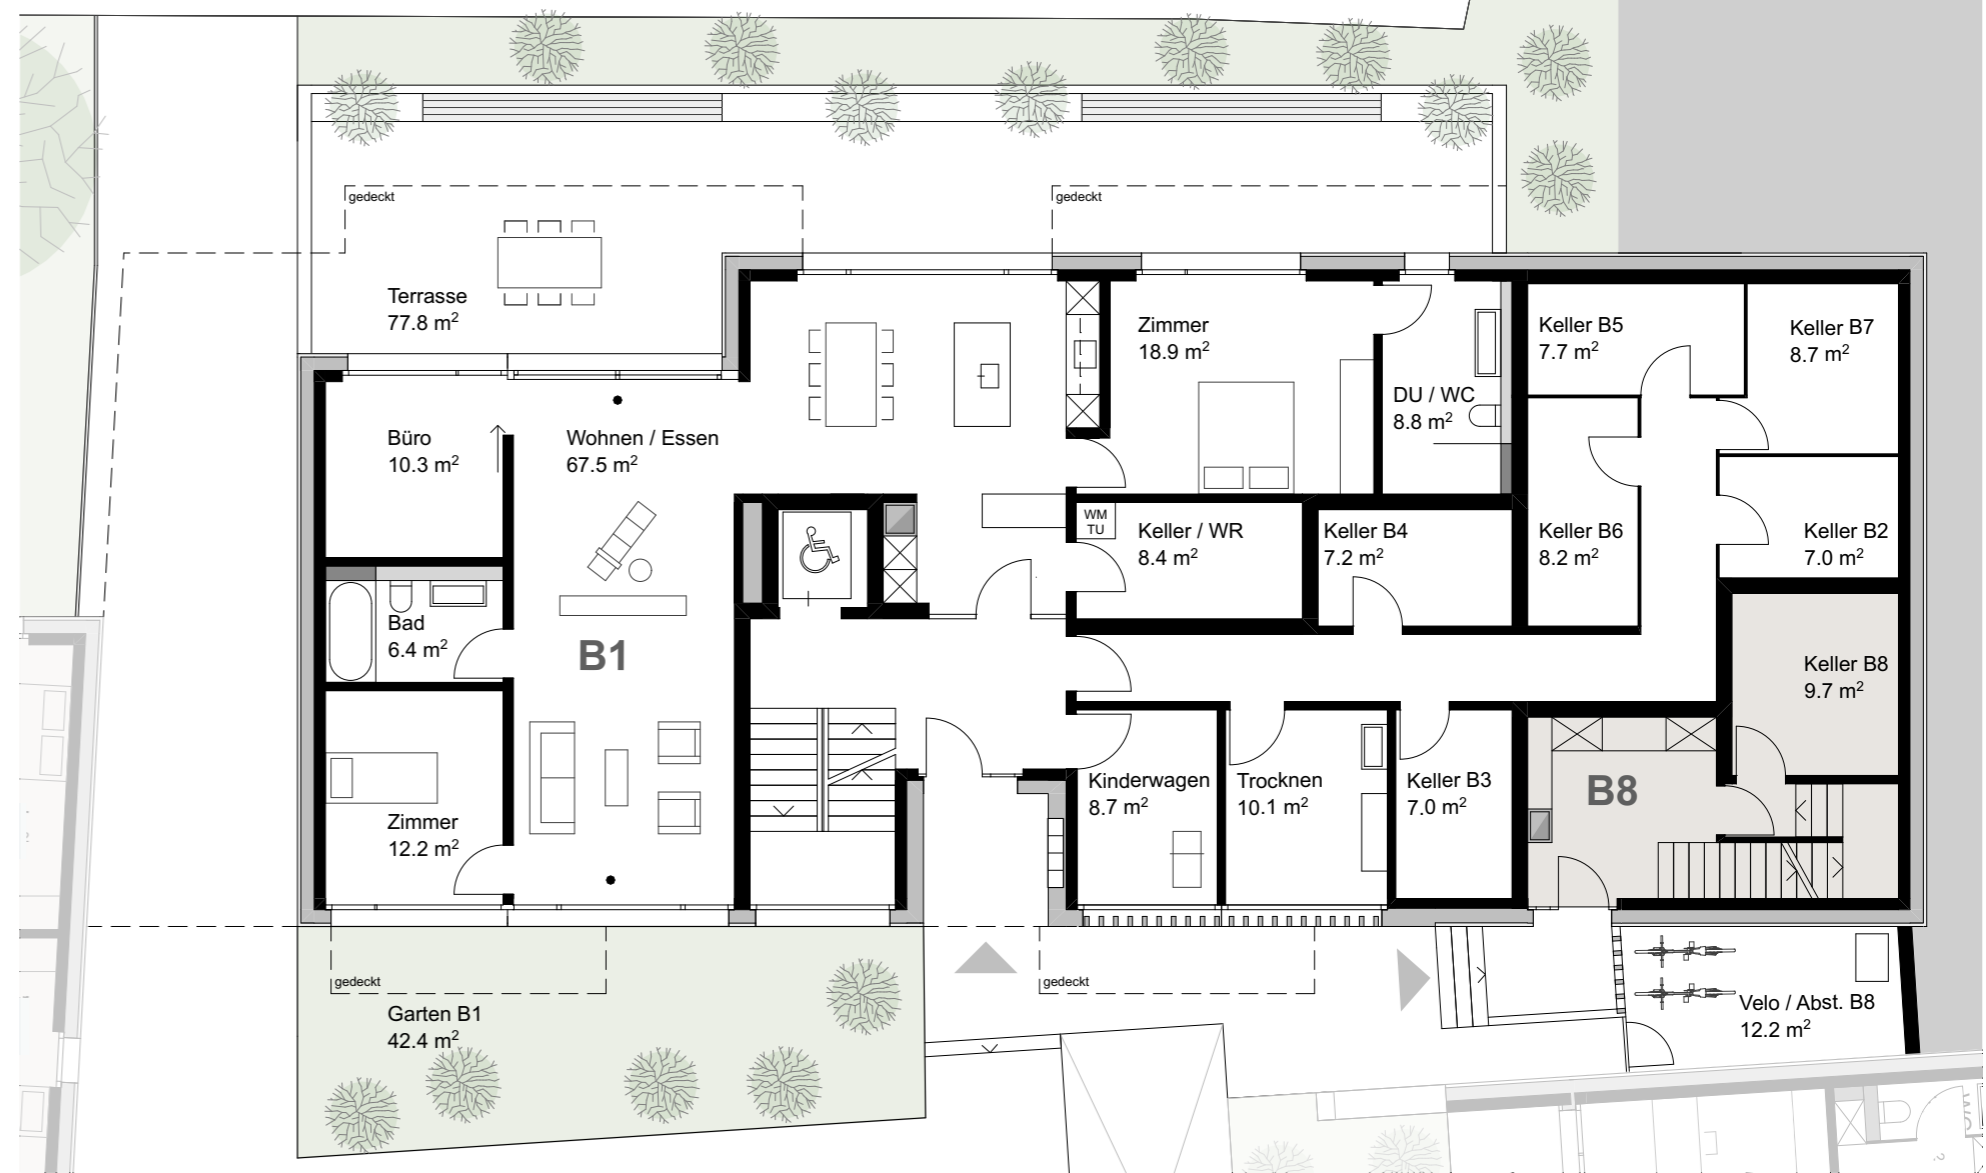 gedeckt
gedeckt
Terrasse
77.8 m²
Zimmer
18.9 m²
Keller B5
7.7 m²
Keller B7
8.7 m²
DU / WC
8.8 m²
Büro
10.3 m²
Wohnen / Essen
67.5 m²
WM
TU
Keller / WR
8.4 m²
Keller B4
7.2 m²
Keller B6
8.2 m²
Keller B2
7.0 m²
Bad
6.4 m²
B1
Keller B8
9.7 m²
Zimmer
12.2 m²
Kinderwagen
8.7 m²
Trocknen
10.1 m²
Keller B3
7.0 m²
B8
gedeckt
gedeckt
Garten B1
42.4 m²
Velo / Abst. B8
12.2 m²